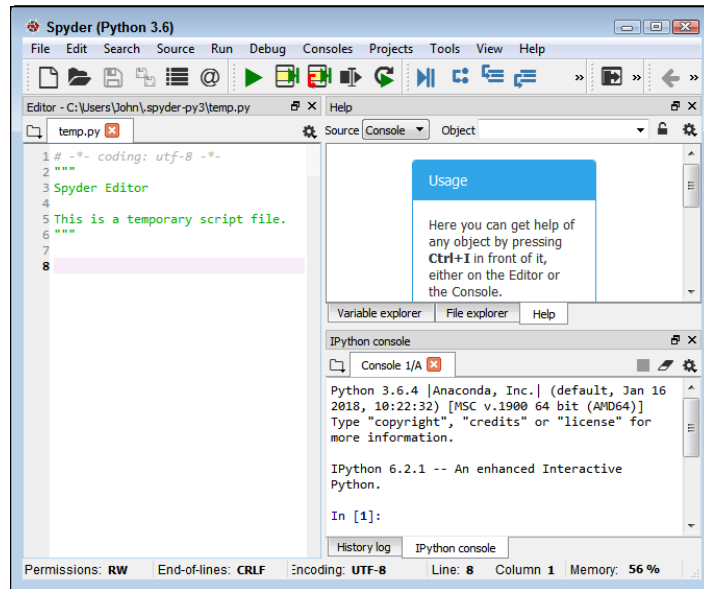 Spyder (Python 3.6)
File Edit Search Source Run Debug Consoles Projects Tools View Help
@ » » »
Editor - C:\Users\John\.spyder-py3\temp.py
temp.py
1 # -*- coding: utf-8 -*-
2 """
3 Spyder Editor
4
5 This is a temporary script file.
6 """
7
8
Help
Source Console Object
Usage
Here you can get help of
any object by pressing
Ctrl+I in front of it,
either on the Editor or
the Console.
Variable explorer File explorer Help
IPython console
Console 1/A
Python 3.6.4 |Anaconda, Inc.| (default, Jan 16
2018, 10:22:32) [MSC v.1900 64 bit (AMD64)]
Type "copyright", "credits" or "license" for
more information.
IPython 6.2.1 -- An enhanced Interactive
Python.
In [1]:
History log IPython console
Permissions: RW End-of-lines: CRLF Encoding: UTF-8 Line: 8 Column 1 Memory: 56 %